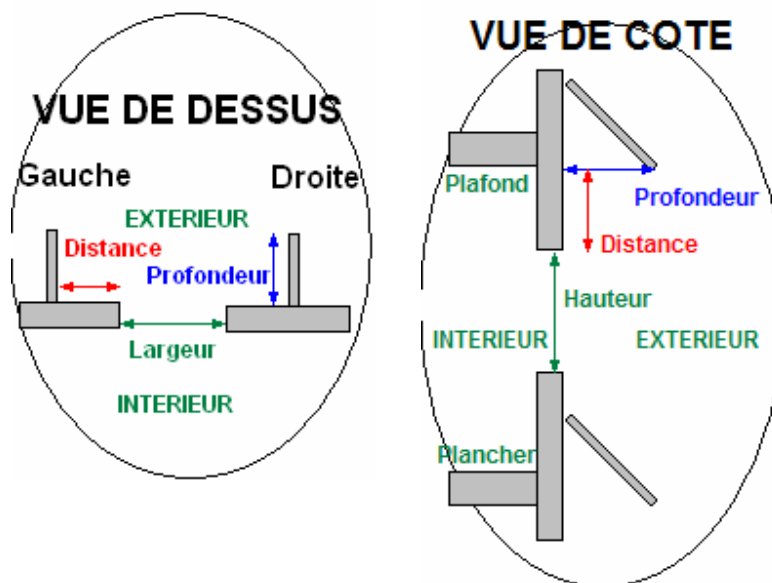 VUE DE DESSUS
Gauche
Droite
EXTERIEUR
Distance
Profondeur
Largeur
INTERIEUR
VUE DE COTE
Plafond
Profondeur
Distance
Hauteur
INTERIEUR
EXTERIEUR
Plancher